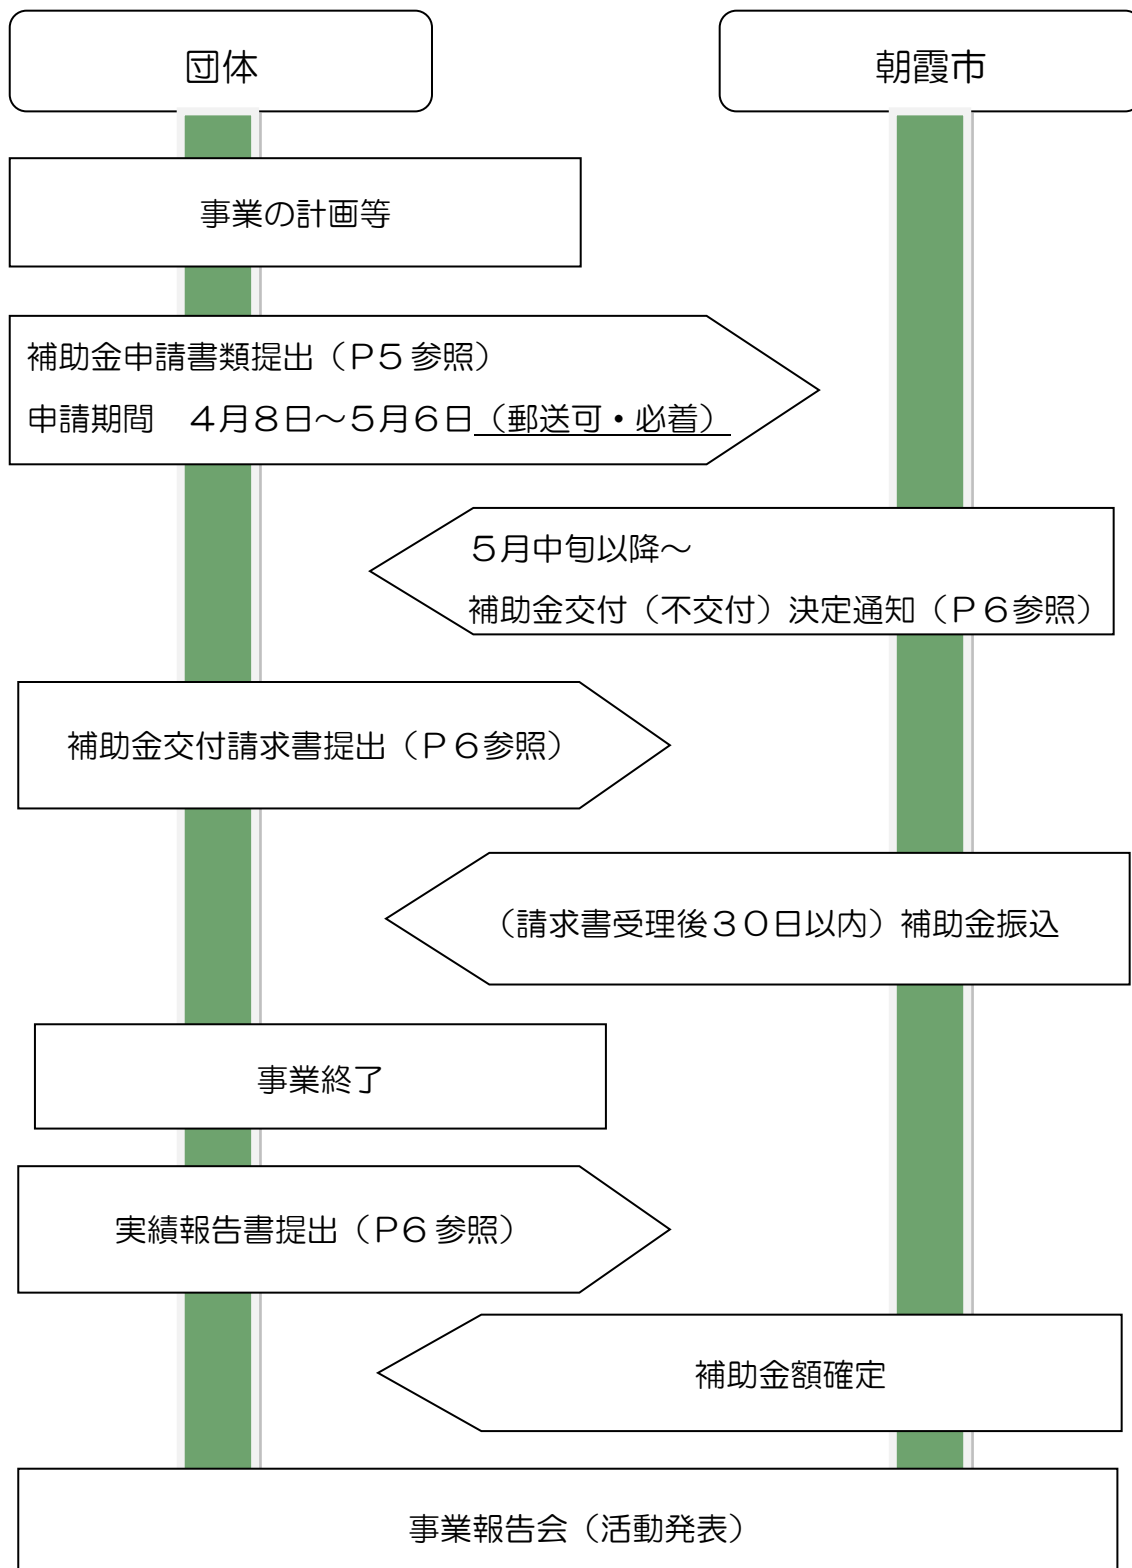 団体
朝霞市
事業の計画等
補助金申請書類提出（Ｐ５参照）
申請期間　４月８日～５月６日（郵送可・必着）
５月中旬以降～
補助金交付（不交付）決定通知（Ｐ６参照）
補助金交付請求書提出（Ｐ６参照）
（請求書受理後３０日以内）補助金振込
事業終了
実績報告書提出（Ｐ６参照）
補助金額確定
事業報告会（活動発表）